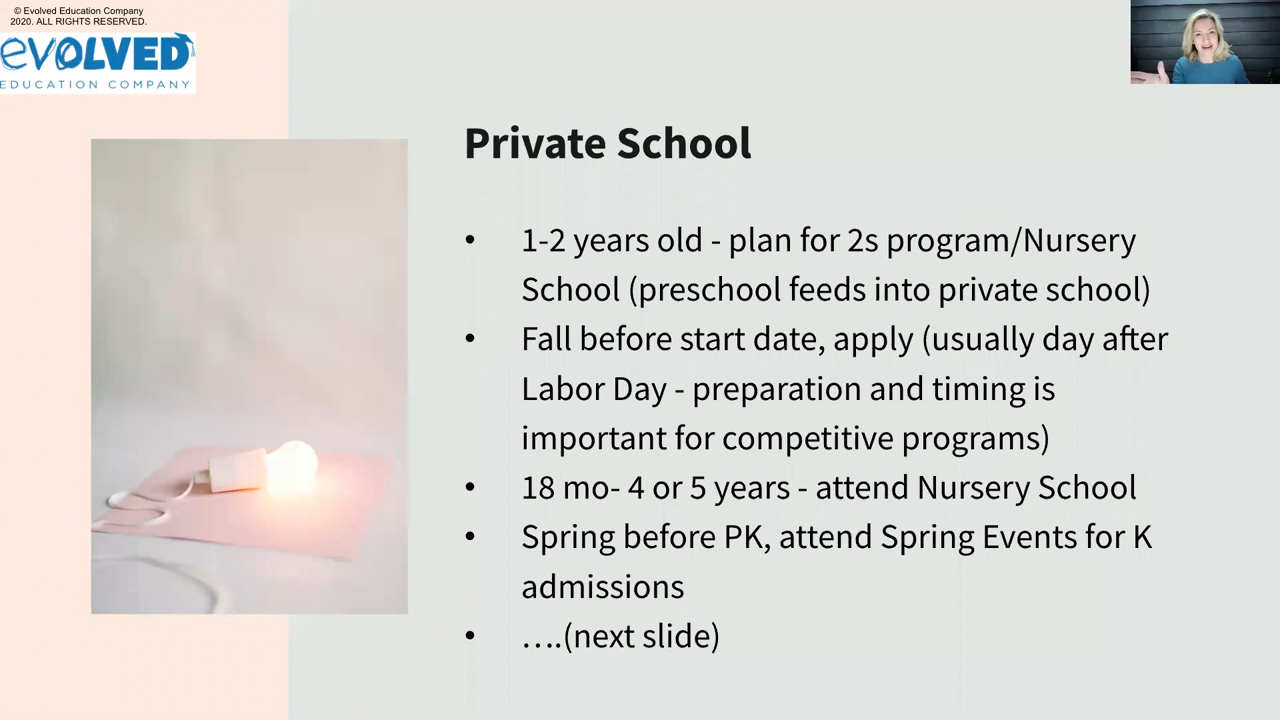 © Evolved Education Company
2020. ALL RIGHTS RESERVED.
evOLVED
EDUCATION COMPANY
Private School
• 1-2 years old - plan for 2s program/Nursery
School (preschool feeds into private school)
• Fall before start date, apply (usually day after
Labor Day - preparation and timing is
important for competitive programs)
• 18 mo- 4 or 5 years - attend Nursery School
• Spring before PK, attend Spring Events for K
admissions
• ….(next slide)